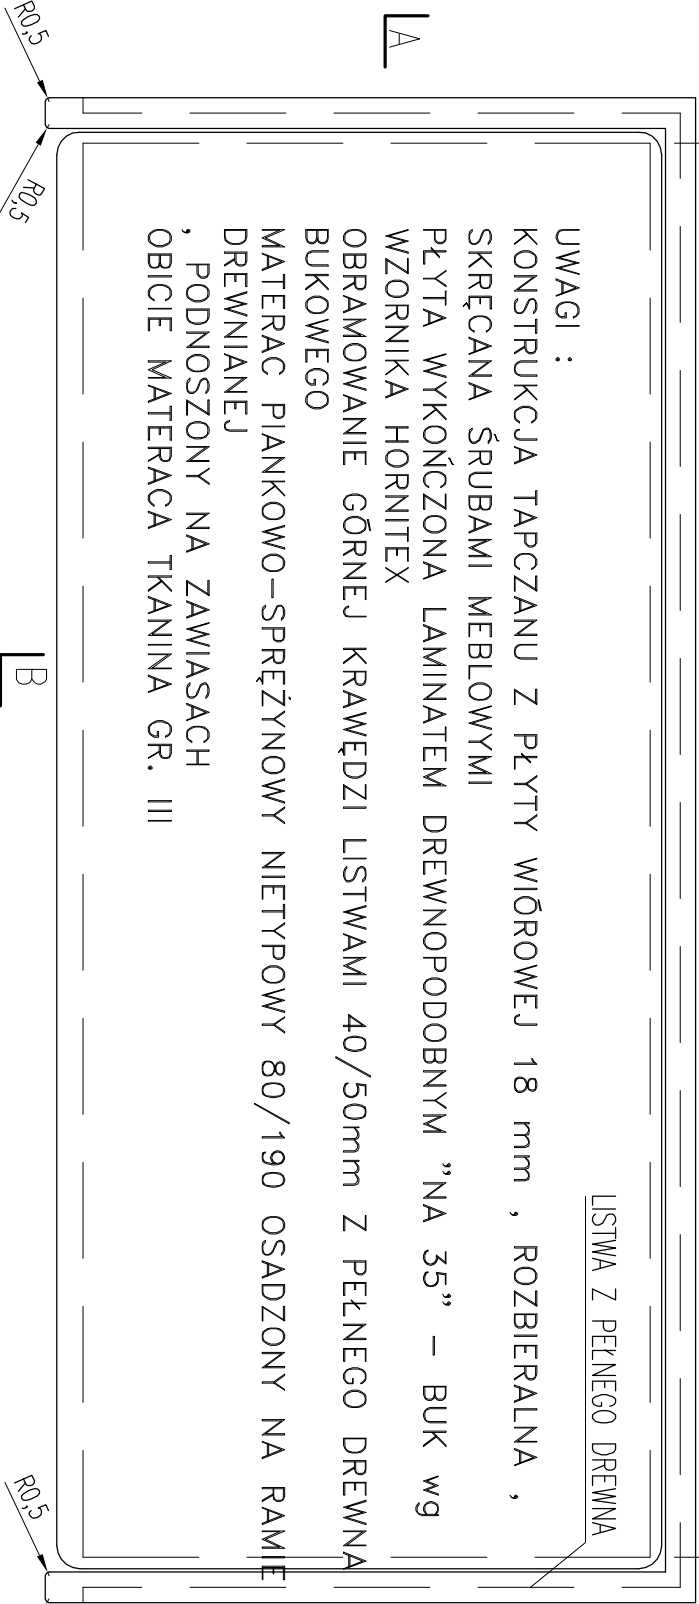 R0,5
R0,5
A
UWAGI :
KONSTRUKCJA TAPCZANU Z PŁYTY WIÓROWEJ 18 mm , ROZBIERALNA ,
SKRĘCANA ŚRUBAMI MEBLOWYMI
PŁYTA WYKOŃCZONA LAMINATEM DREWNOPODOBNYM "NA 35" – BUK wg
WZORNIKA HORNITEX
OBRAMOWANIE GÓRNEJ KRAWĘDZI LISTWAMI 40/50mm Z PEŁNEGO DREWNA
BUKOWEGO
MATERAC PIANKOWO–SPRĘŻYNOWY NIETYPOWY 80/190 OSADZONY NA RAMIE
DREWNIANEJ
, PODNOSZONY NA ZAWIASACH
OBICIE MATERACA TKANINA GR. III
LISTWA Z PEŁNEGO DREWNA
B
R0,5